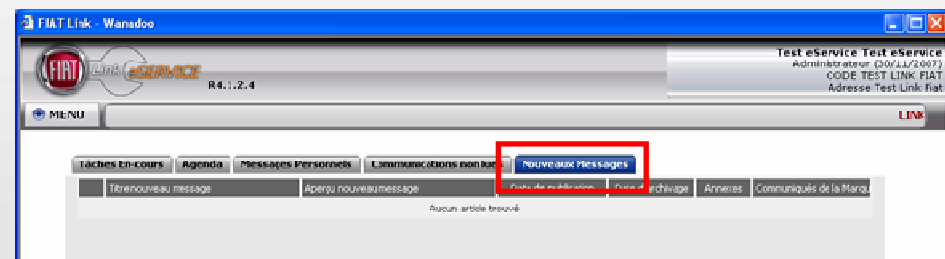 FIAT Link - Wanadoo
FIAT Link eSERVICE
R4.1.2.4
Test eService Test eService
Administrateur (30/11/2007)
CODE TEST LINK FIAT
Adresse Test Link Fiat
MENU
LINK
Tâches En-cours Agenda Messages Personnels Communications non lues Nouveaux Messages
Titre nouveau message Aperçu nouveau message Date de publication Date d'archivage Annexes Communiqués de la Marqu
Aucun article trouvé